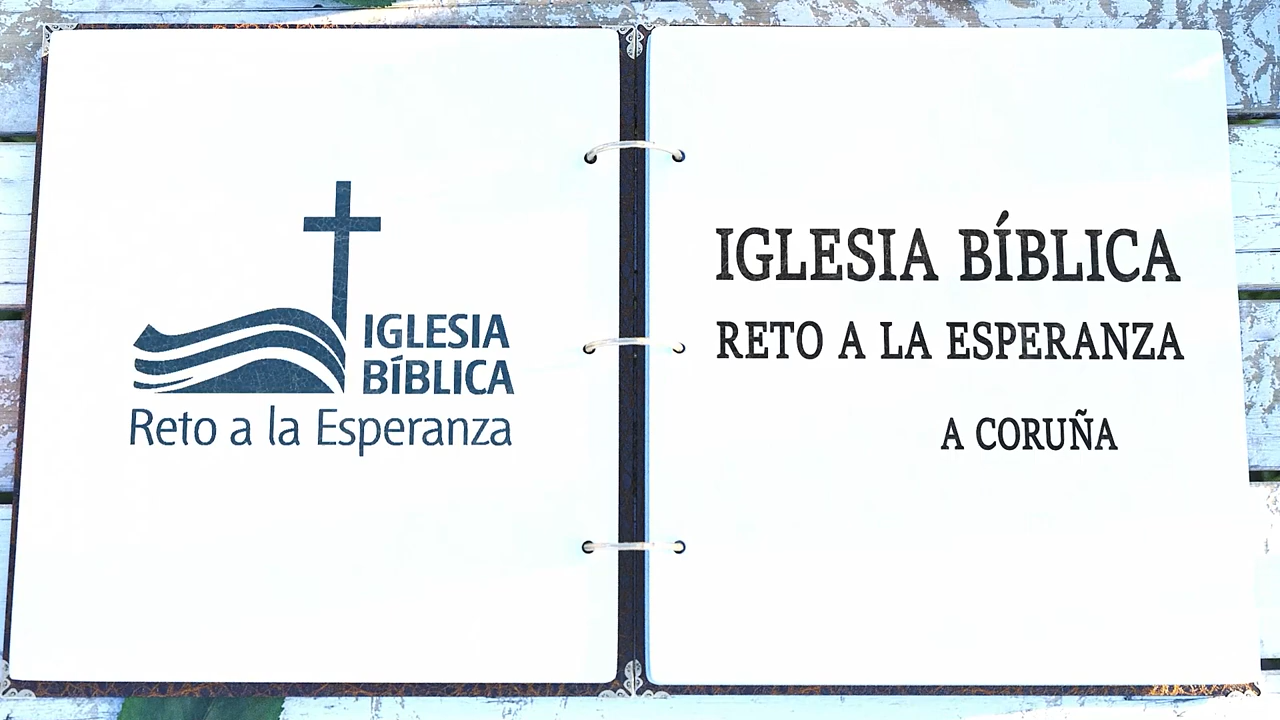 IGLESIA
BÍBLICA
Reto a la Esperanza
IGLESIA BÍBLICA
RETO A LA ESPERANZA
A CORUÑA